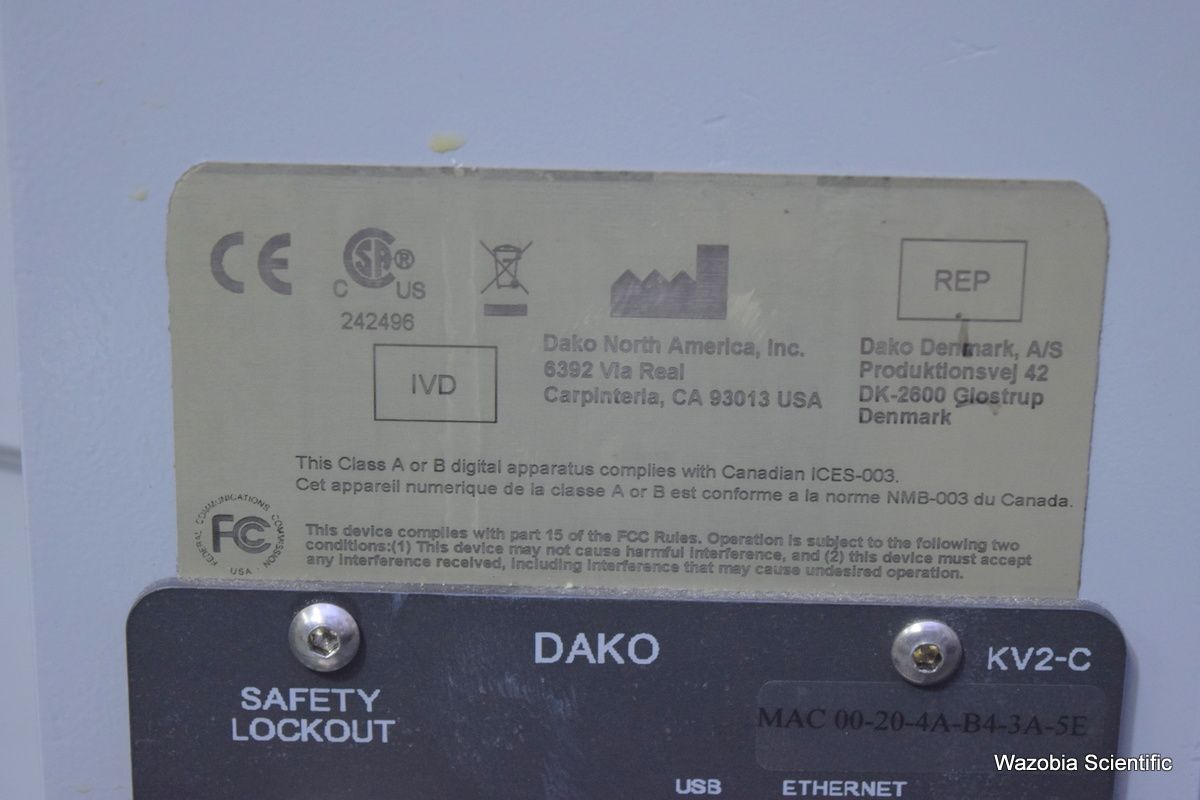 CE
CSA®
C US
242496
IVD
Dako North America, Inc.
6392 Via Real
Carpinteria, CA 93013 USA
REP
Dako Denmark, A/S
Produktionsvej 42
DK-2600 Glostrup
Denmark
This Class A or B digital apparatus complies with Canadian ICES-003.
Cet appareil numerique de la classe A or B est conforme a la norme NMB-003 du Canada.
FEDERAL COMMUNICATIONS COMMISSION
FC
USA
This device complies with part 15 of the FCC Rules. Operation is subject to the following two
conditions:(1) This device may not cause harmful interference, and (2) this device must accept
any interference received, including interference that may cause undesired operation.
DAKO
KV2-C
SAFETY
LOCKOUT
MAC 00-20-4A-B4-3A-5E
USB
ETHERNET
Wazobia Scientific